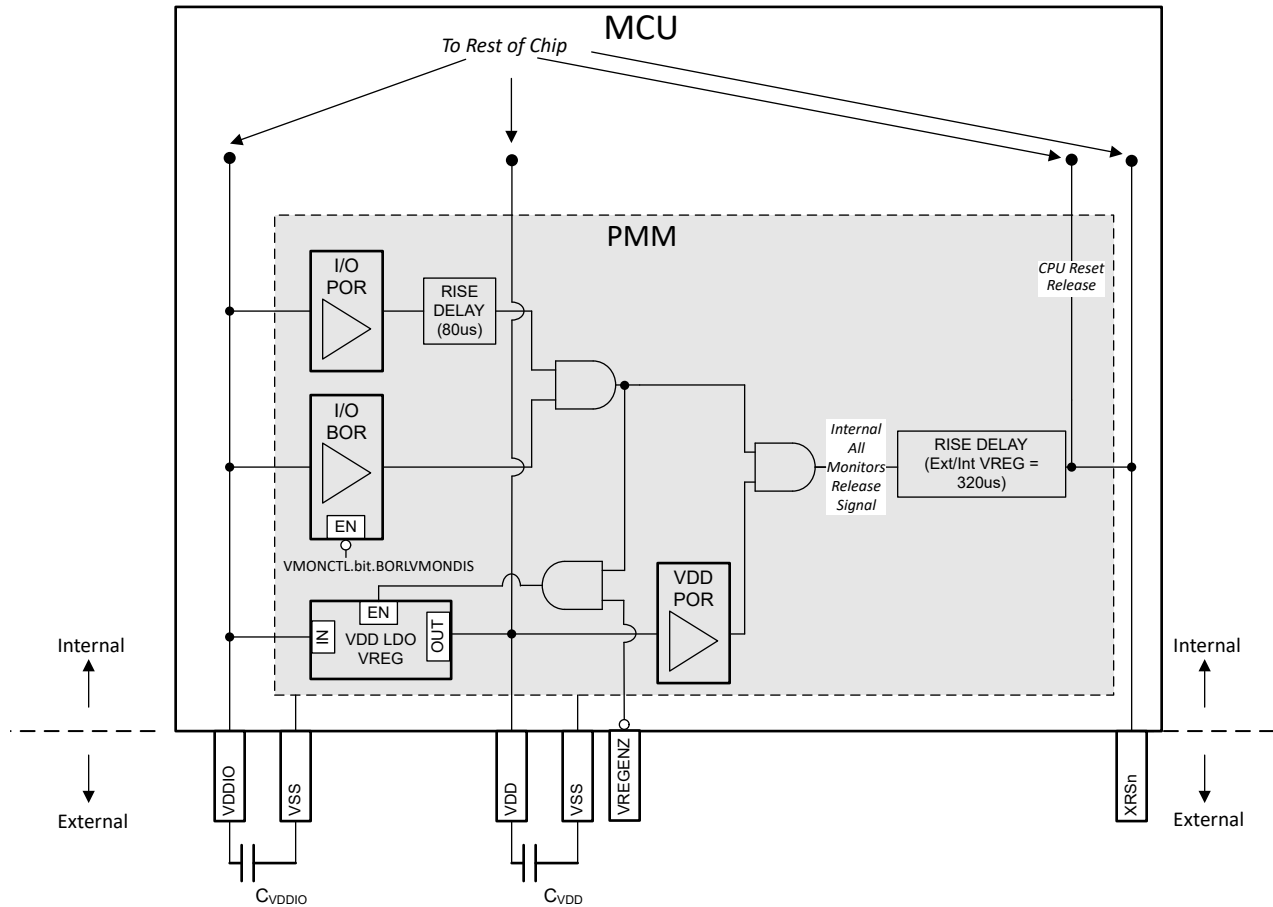 MCU
To Rest of Chip
PMM
I/O
POR
RISE
DELAY
(80us)
CPU Reset
Release
I/O
BOR
EN
VMONCTL.bit.BORLVMONDIS
Internal
All
Monitors
Release
Signal
RISE DELAY
(Ext/Int VREG =
320us)
EN
IN
VDD LDO
VREG
OUT
VDD
POR
Internal
External
Internal
External
VDDIO
VSS
VDD
VSS
VREGENZ
XRSn
CVDDIO
CVDD